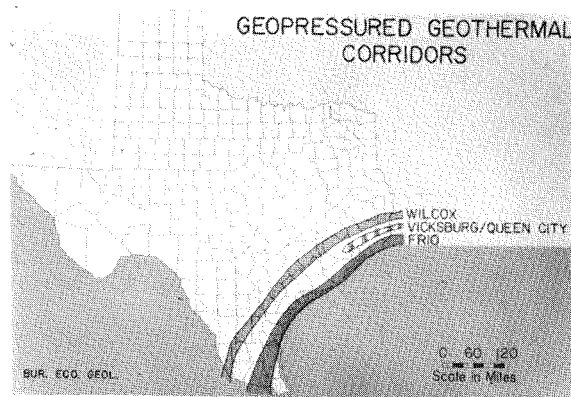 GEOPRESSURED GEOTHERMAL
CORRIDORS
WILCOX
VICKSBURG/QUEEN CITY
FRIO
0 60 120
Scale in Miles
BUR. ECO. GEOL.